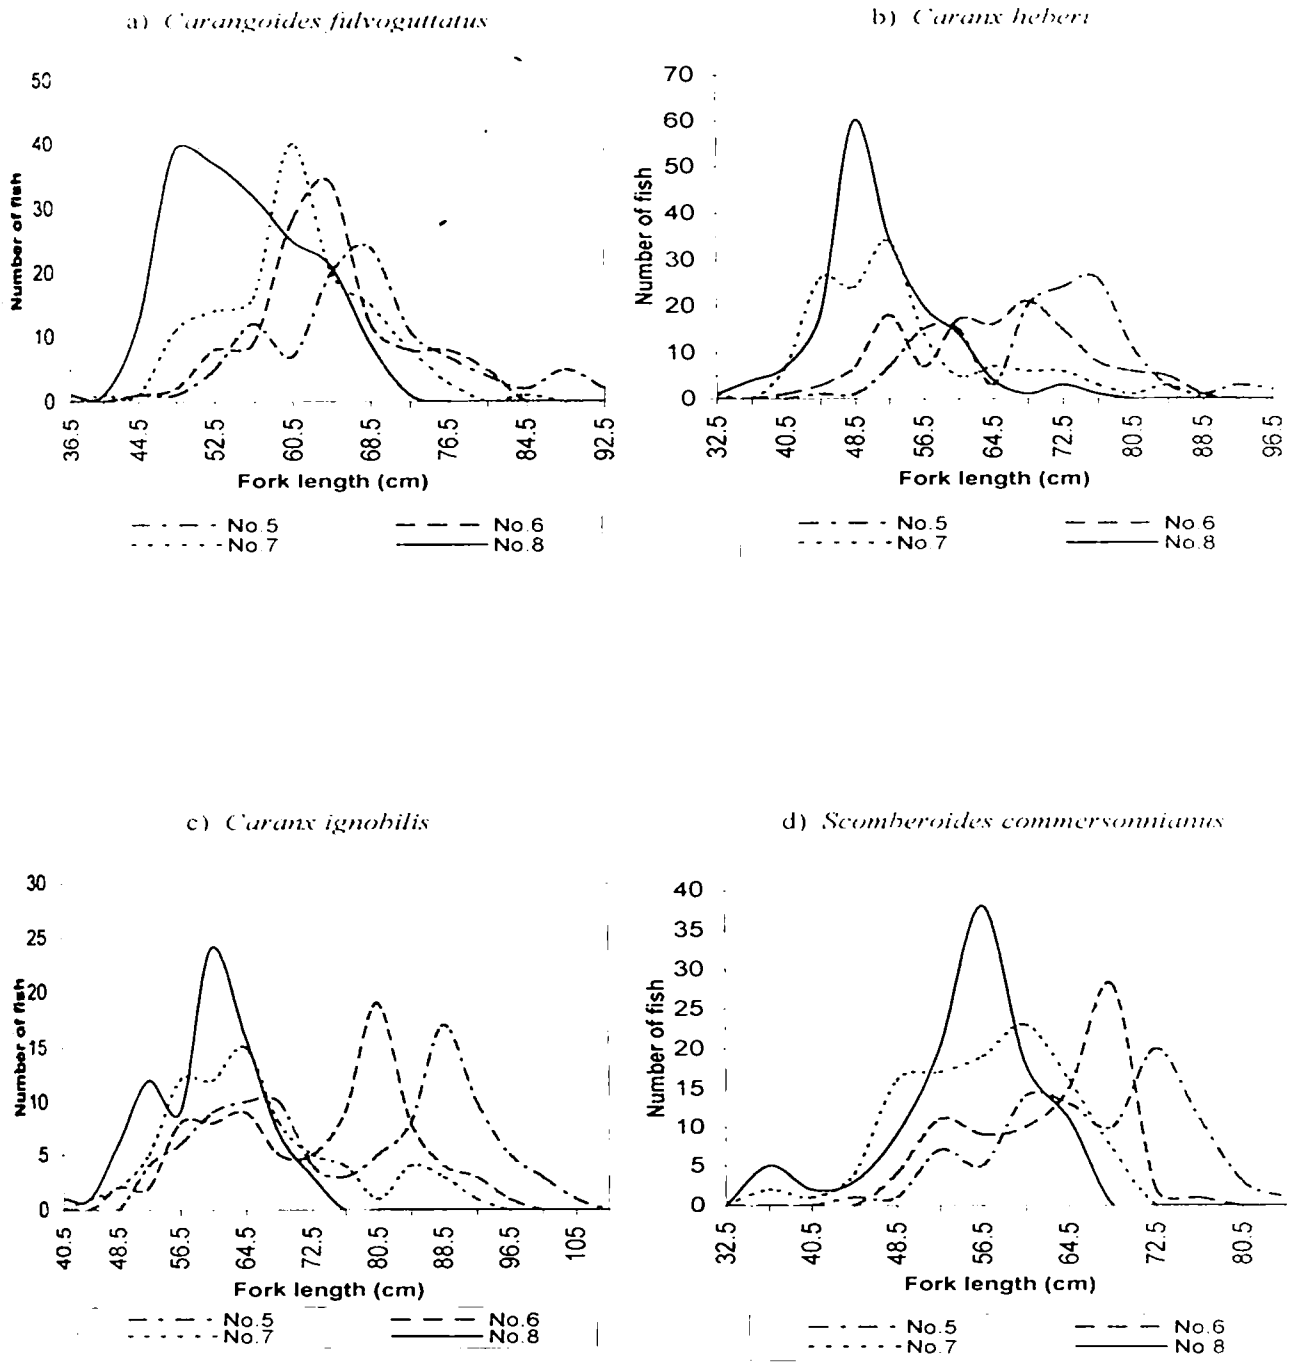 a) Carangoides fulvoguttatus
50
40
30
20
10
0
Number of fish
36.5 44.5 52.5 60.5 68.5 76.5 84.5 92.5
Fork length (cm)
No.5 No.6
No.7 No.8
b) Caranx heberi
70
60
50
40
30
20
10
0
Number of fish
32.5 40.5 48.5 56.5 64.5 72.5 80.5 88.5 96.5
Fork length (cm)
No.5 No.6
No.7 No.8
c) Caranx ignobilis
30
25
20
15
10
5
0
Number of fish
40.5 48.5 56.5 64.5 72.5 80.5 88.5 96.5 105
Fork length (cm)
No.5 No.6
No.7 No.8
d) Scomberoides commersonnianus
40
35
30
25
20
15
10
5
0
Number of fish
32.5 40.5 48.5 56.5 64.5 72.5 80.5
Fork length (cm)
No.5 No.6
No.7 No 8